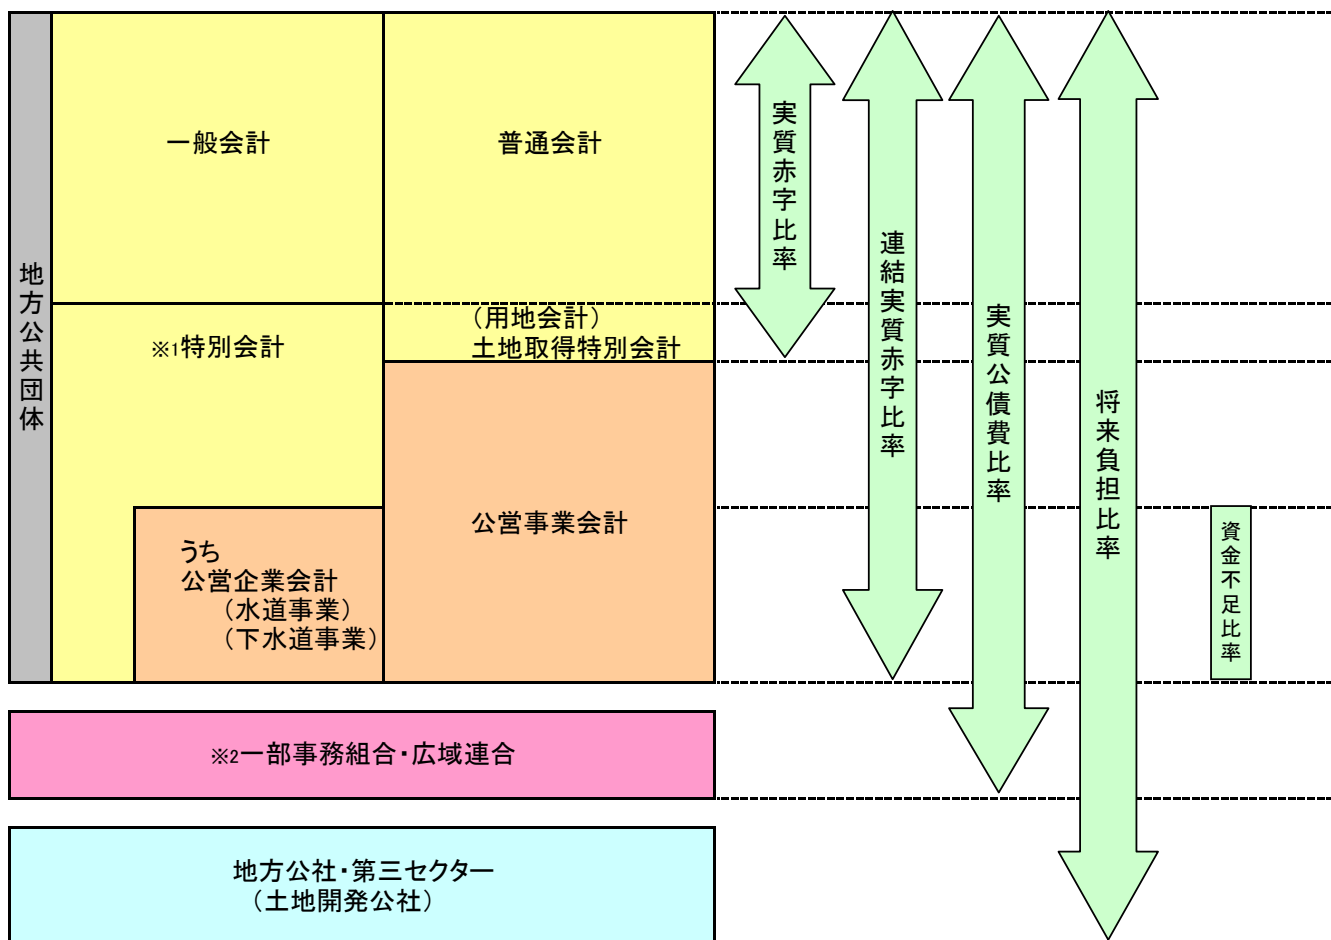 地方公共団体
一般会計
普通会計
※1特別会計
（用地会計）
土地取得特別会計
うち
公営企業会計
（水道事業）
（下水道事業）
公営事業会計
※2一部事務組合・広域連合
地方公社・第三セクター
（土地開発公社）
実質赤字比率
連結実質赤字比率
実質公債費比率
将来負担比率
資金不足比率